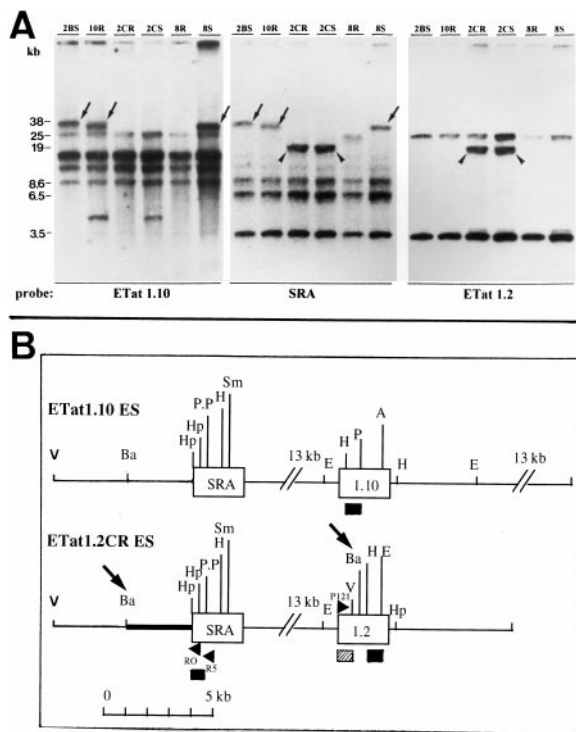 A
2BS 10R 2CR 2CS 8R 8S
2BS 10R 2CR 2CS 8R 8S
2BS 10R 2CR 2CS 8R 8S
kb
38
25
19
8.6
6.5
3.5
probe: ETat 1.10 SRA ETat 1.2
B
ETat1.10 ES
V Ba Hp Hp P.P H Sm SRA 13 kb E H P A 1.10 H E 13 kb
ETat1.2CR ES
V Ba Hp Hp P.P H Sm SRA 13 kb E P121 V Ba H E 1.2 Hp
RO R5
0 5 kb